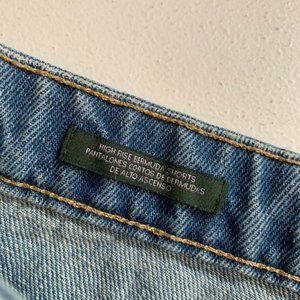 HIGH RISE BERMUDA SHORTS
PANTALONES CORTOS DE BERMUDAS
DE ALTO ASCENSO